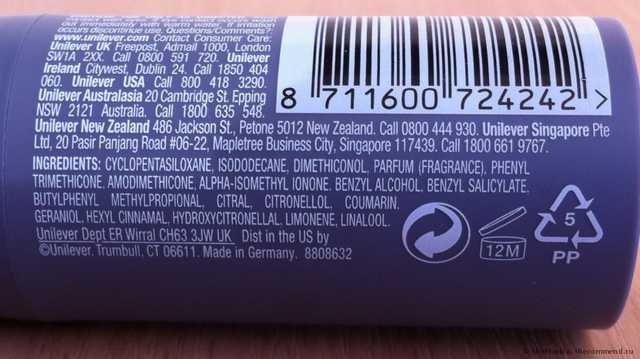 out immediately with warm water. If irritation
occurs discontinue use. Questions/Comments?:
www.unilever.com Contact Consumer Care:
Unilever UK Freepost, Admail 1000, London
SW1A 2XX. Call 0800 591 720. Unilever
Ireland Citywest, Dublin 24. Call 1850 404
060. Unilever USA Call 800 418 3290.
Unilever Australasia 20 Cambridge St. Epping
NSW 2121 Australia. Call 1800 635 548.
8 711600 724242 >
Unilever New Zealand 486 Jackson St., Petone 5012 New Zealand. Call 0800 444 930. Unilever Singapore Pte
Ltd, 20 Pasir Panjang Road #06-22, Mapletree Business City, Singapore 117439. Call 1800 661 9767.
INGREDIENTS: CYCLOPENTASILOXANE, ISODODECANE, DIMETHICONOL, PARFUM (FRAGRANCE), PHENYL
TRIMETHICONE, AMODIMETHICONE, ALPHA-ISOMETHYL IONONE, BENZYL ALCOHOL, BENZYL SALICYLATE,
BUTYLPHENYL METHYLPROPIONAL, CITRAL, CITRONELLOL, COUMARIN,
GERANIOL, HEXYL CINNAMAL, HYDROXYCITRONELLAL, LIMONENE, LINALOOL.
Unilever Dept ER Wirral CH63 3JW UK Dist in the US by
©Unilever, Trumbull, CT 06611. Made in Germany. 8808632
12M
5
PP